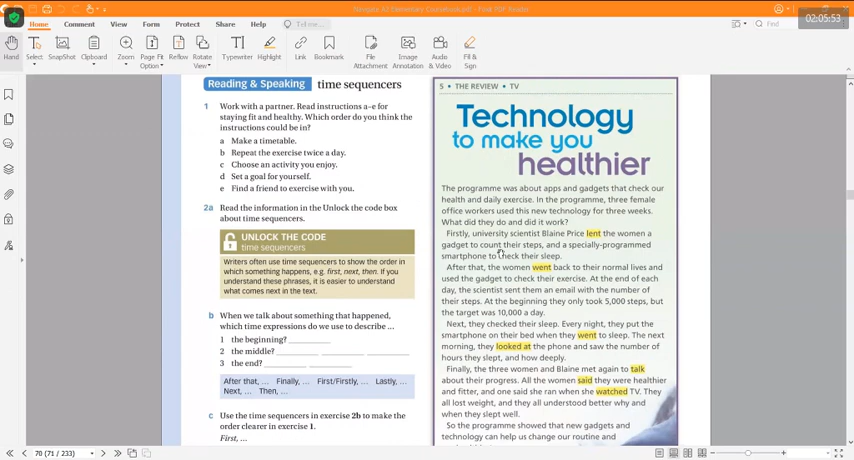 Navigate A2 Elementary Coursebook.pdf - Foxit PDF Reader
02:05:53
File
Home
Comment
View
Form
Protect
Share
Help
Tell me...
Find
Hand
Select
SnapShot
Clipboard
Zoom
Page Fit Option
Reflow
Rotate View
Typewriter
Highlight
Link
Bookmark
File Attachment
Image Annotation
Audio & Video
Fill & Sign
Reading & Speaking time sequencers
1 Work with a partner. Read instructions a–e for
staying fit and healthy. Which order do you think the
instructions could be in?
a Make a timetable.
b Repeat the exercise twice a day.
c Choose an activity you enjoy.
d Set a goal for yourself.
e Find a friend to exercise with you.
2a Read the information in the Unlock the code box
about time sequencers.
UNLOCK THE CODE
time sequencers
Writers often use time sequencers to show the order in
which something happens, e.g. first, next, then. If you
understand these phrases, it is easier to understand
what comes next in the text.
b When we talk about something that happened,
which time expressions do we use to describe ...
1 the beginning?
2 the middle?
3 the end?
After that, ... Finally, ... First/Firstly, ... Lastly, ...
Next, ... Then, ...
c Use the time sequencers in exercise 2b to make the
order clearer in exercise 1.
First, ...
5 • THE REVIEW • TV
Technology
to make you
healthier
The programme was about apps and gadgets that check our
health and daily exercise. In the programme, three female
office workers used this new technology for three weeks.
What did they do and did it work?
Firstly, university scientist Blaine Price lent the women a
gadget to count their steps, and a specially-programmed
smartphone to check their sleep.
After that, the women went back to their normal lives and
used the gadget to check their exercise. At the end of each
day, the scientist sent them an email with the number of
their steps. At the beginning they only took 5,000 steps, but
the target was 10,000 a day.
Next, they checked their sleep. Every night, they put the
smartphone on their bed when they went to sleep. The next
morning, they looked at the phone and saw the number of
hours they slept, and how deeply.
Finally, the three women and Blaine met again to talk
about their progress. All the women said they were healthier
and fitter, and one said she ran when she watched TV. They
all lost weight, and they all understood better why and
when they slept well.
So the programme showed that new gadgets and
technology can help us change our routine and
70 (71 / 233)
100%